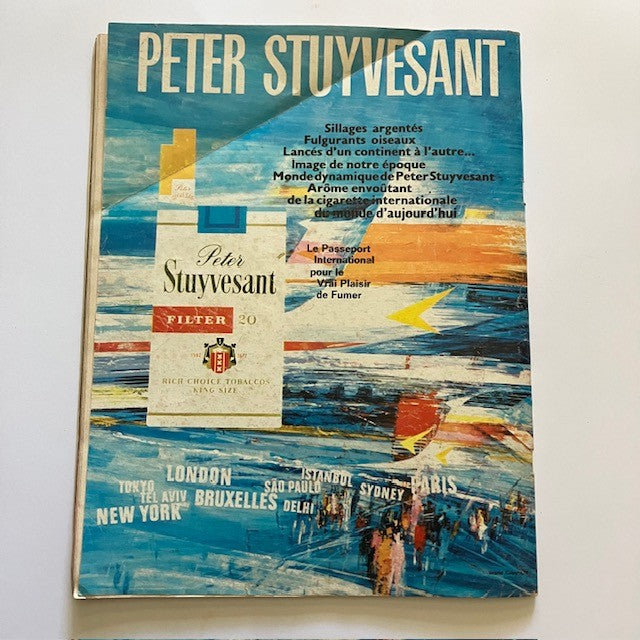 PETER STUYVESANT
Sillages argentés
Fulgurants oiseaux
Lancés d'un continent à l'autre...
Image de notre époque
Monde dynamique de Peter Stuyvesant
Arôme envoûtant
de la cigarette internationale
du monde d'aujourd'hui
Le Passeport
International
pour le
Vrai Plaisir
de Fumer
Peter
Stuyvesant
FILTER 20
RICH CHOICE TOBACCOS
KING SIZE
LONDON
ISTANBUL
TOKYO
SÃO PAULO
SYDNEY
PARIS
TEL AVIV
BRUXELLES
DELHI
NEW YORK